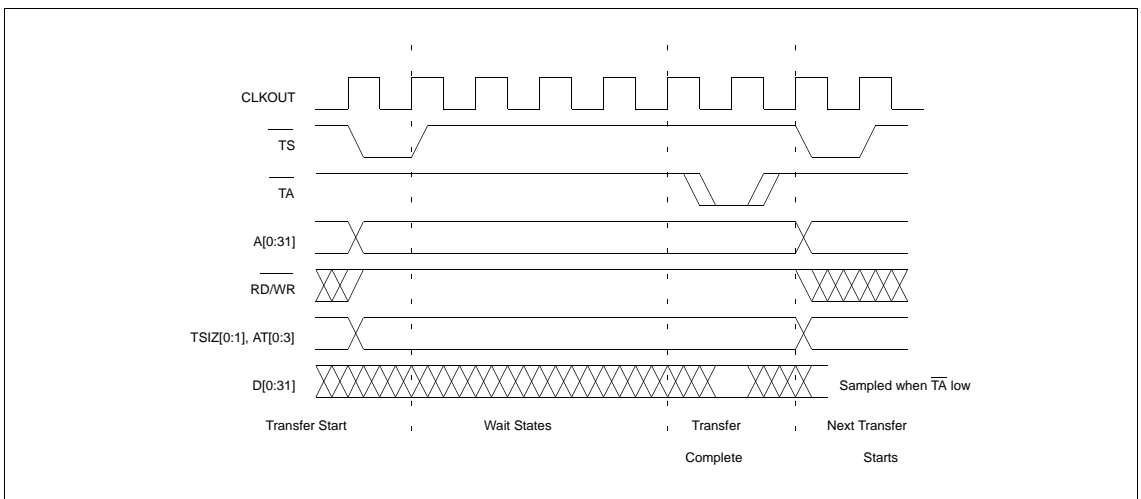 CLKOUT
TS
TA
A[0:31]
RD/WR
TSIZ[0:1], AT[0:3]
D[0:31]
Sampled when TA low
Transfer Start
Wait States
Transfer
Complete
Next Transfer
Starts